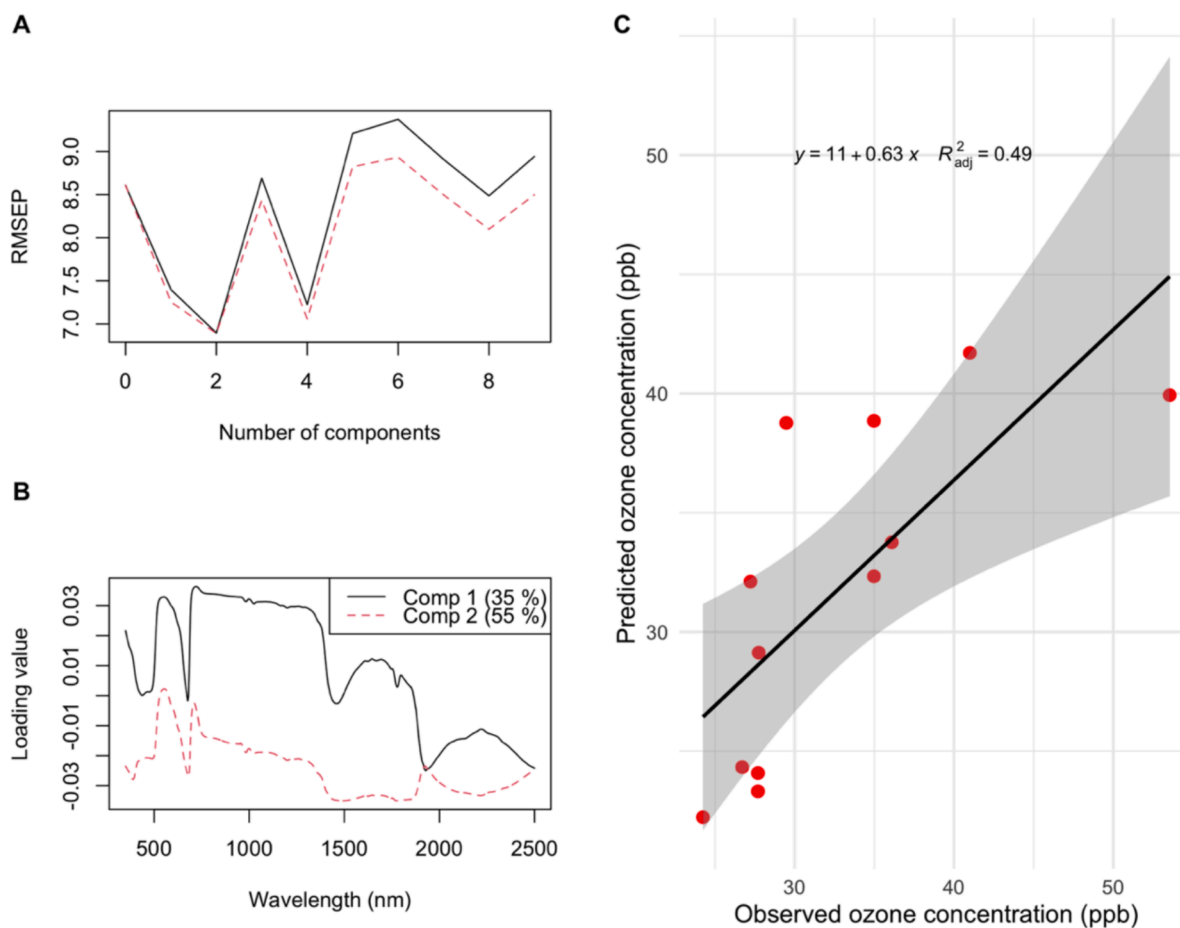 A
RMSEP
9.0
8.5
8.0
7.5
7.0
0 2 4 6 8
Number of components
B
Loading value
0.03
0.01
-0.01
-0.03
Comp 1 (35 %)
Comp 2 (55 %)
500 1000 1500 2000 2500
Wavelength (nm)
C
y = 11 + 0.63 x R²adj = 0.49
Predicted ozone concentration (ppb)
50
40
30
30 40 50
Observed ozone concentration (ppb)